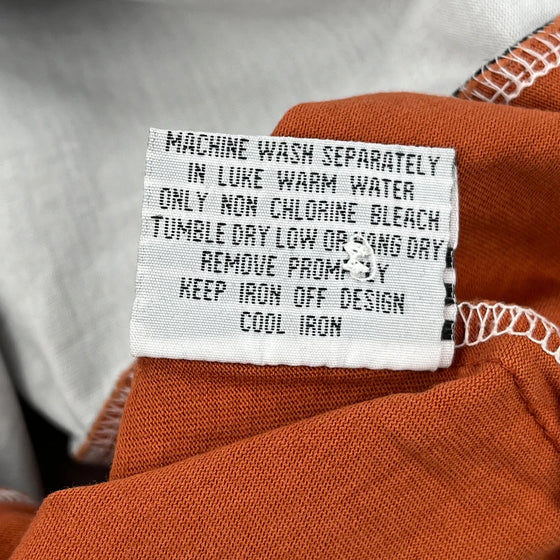 MACHINE WASH SEPARATELY
IN LUKE WARM WATER
ONLY NON CHLORINE BLEACH
TUMBLE DRY LOW OR DRY
REMOVE
KEEP IRON OFF DESIGN
COOL IRON